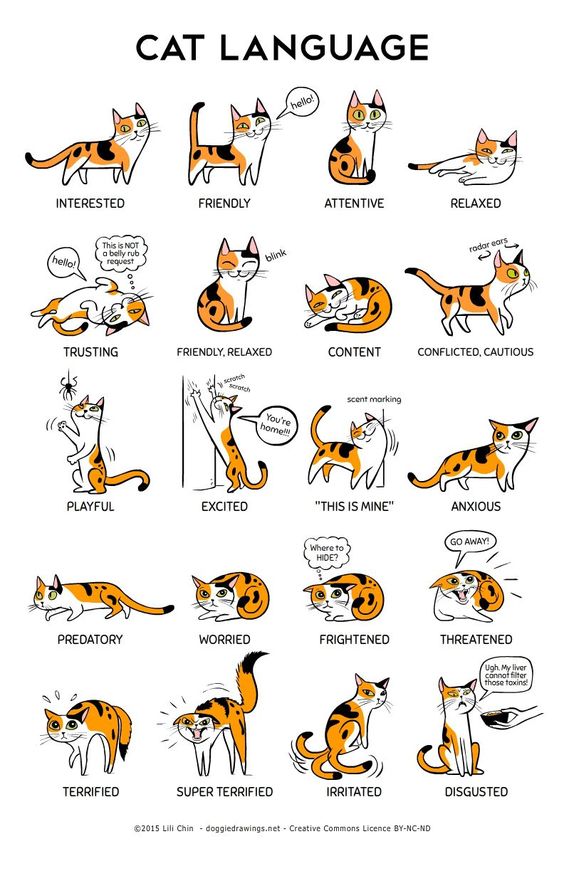 CAT LANGUAGE
hello!
INTERESTED
FRIENDLY
ATTENTIVE
RELAXED
hello!
This is NOT
a belly rub
request
blink
radar ears
TRUSTING
FRIENDLY, RELAXED
CONTENT
CONFLICTED, CAUTIOUS
scratch
scratch
You're
home!!!
scent marking
PLAYFUL
EXCITED
"THIS IS MINE"
ANXIOUS
Where to
HIDE?
GO AWAY!
PREDATORY
WORRIED
FRIGHTENED
THREATENED
Ugh. My liver
cannot filter
those toxins!
TERRIFIED
SUPER TERRIFIED
IRRITATED
DISGUSTED
©2015 Lili Chin - doggiedrawings.net - Creative Commons Licence BY-NC-ND